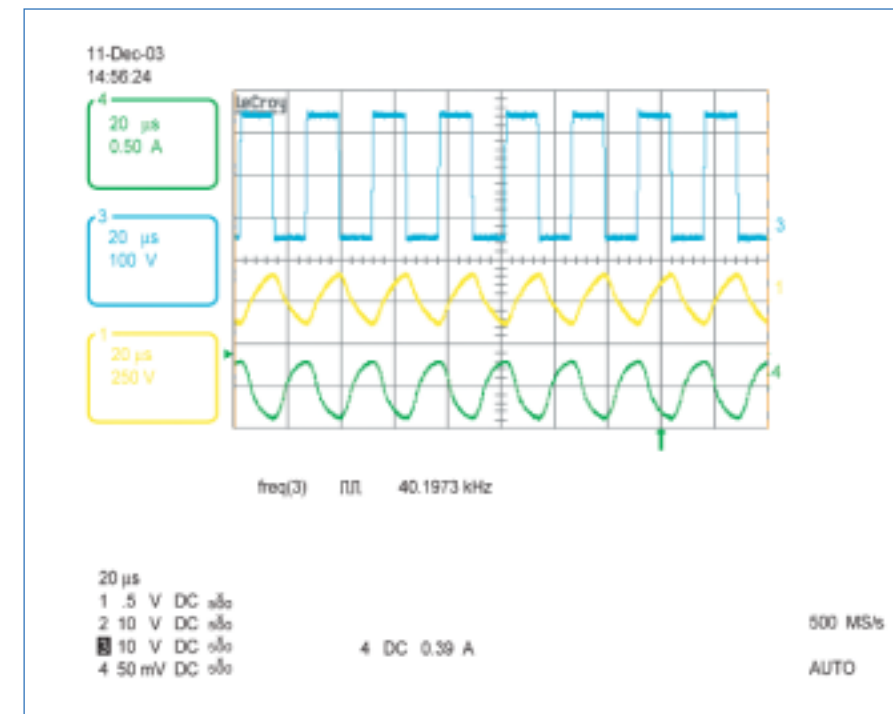 11-Dec-03
14:56:24
4
20 µs
0.50 A
LeCroy
3
20 µs
100 V
3
1
20 µs
250 V
1
4
freq(3) 40.1973 kHz
20 µs
1 .5 V DC
2 10 V DC
3 10 V DC
4 50 mV DC
4 DC 0.39 A
500 MS/s
AUTO